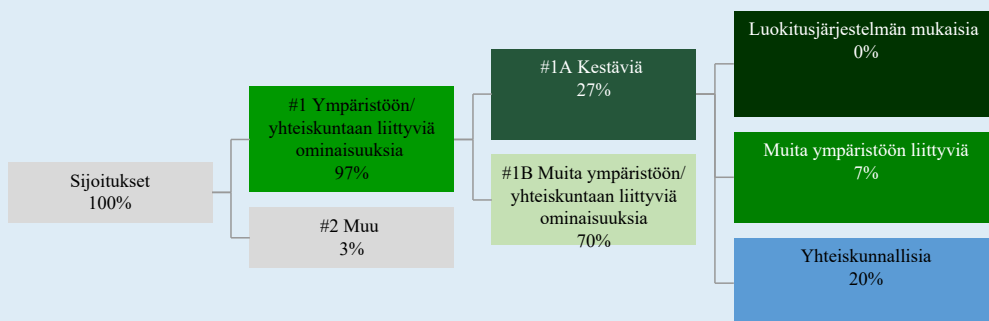 Sijoitukset
100%
#1 Ympäristöön/
yhteiskuntaan liittyviä
ominaisuuksia
97%
#2 Muu
3%
#1A Kestäviä
27%
#1B Muita ympäristöön/
yhteiskuntaan liittyviä
ominaisuuksia
70%
Luokitusjärjestelmän mukaisia
0%
Muita ympäristöön liittyviä
7%
Yhteiskunnallisia
20%